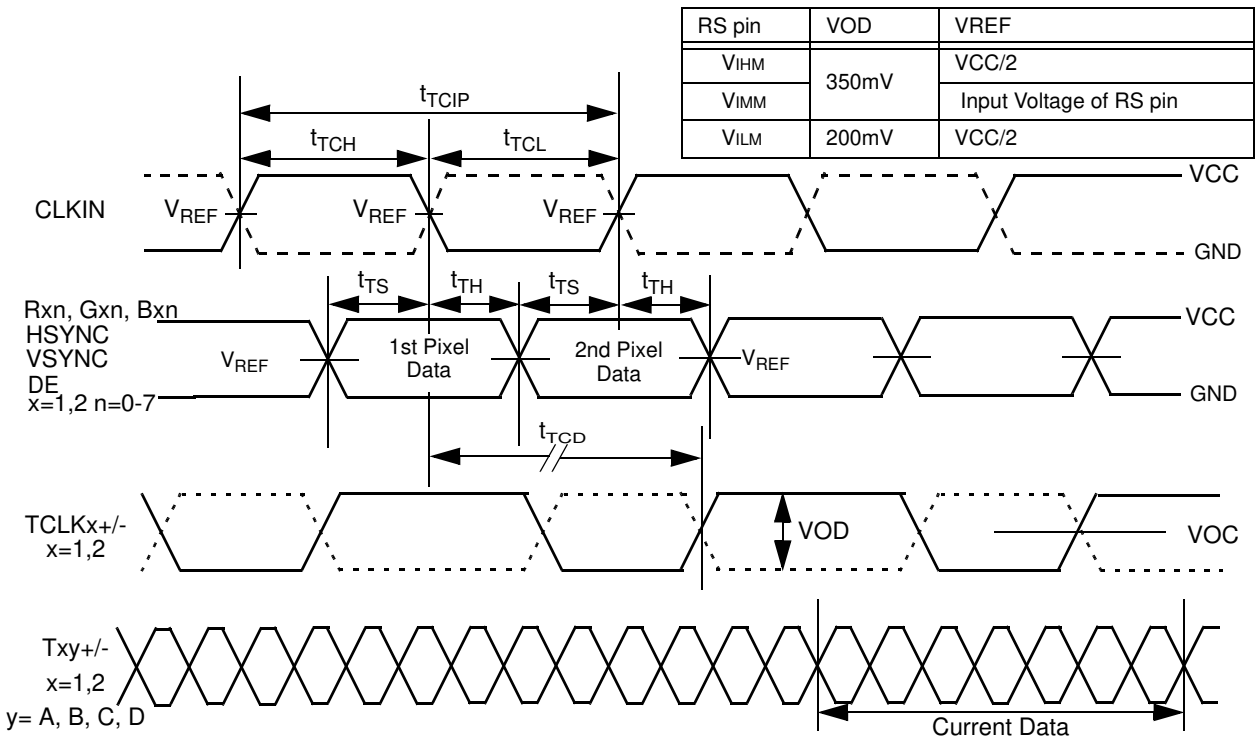 RS pin VOD VREF
VIHM 350mV VCC/2
VIMM Input Voltage of RS pin
VILM 200mV VCC/2
tTCIP
tTCH tTCL
VCC
CLKIN VREF VREF VREF
GND
tTS tTH tTS tTH
Rxn, Gxn, Bxn
HSYNC
VSYNC
DE
x=1,2 n=0-7
VCC
VREF 1st Pixel Data 2nd Pixel Data VREF
GND
tTCD
TCLKx+/-
x=1,2
VOD VOC
Txy+/-
x=1,2
y= A, B, C, D
Current Data